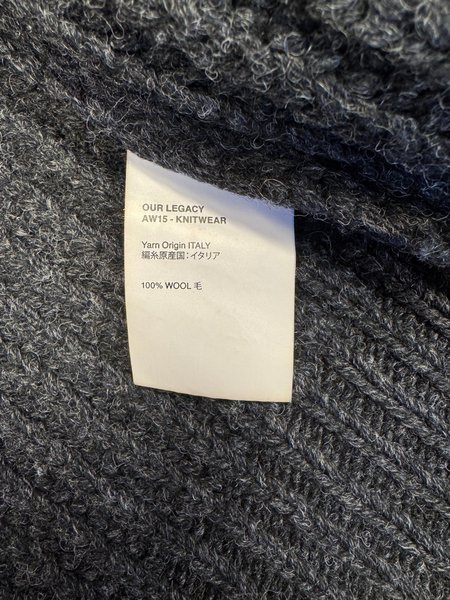 OUR LEGACY
AW15 - KNITWEAR
Yarn Origin ITALY
編糸原産国：イタリア
100% WOOL 毛